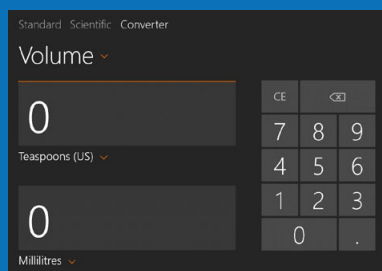 Standard Scientific Converter
Volume
0
Teaspoons (US)
0
Millilitres
CE
7 8 9
4 5 6
1 2 3
0 .